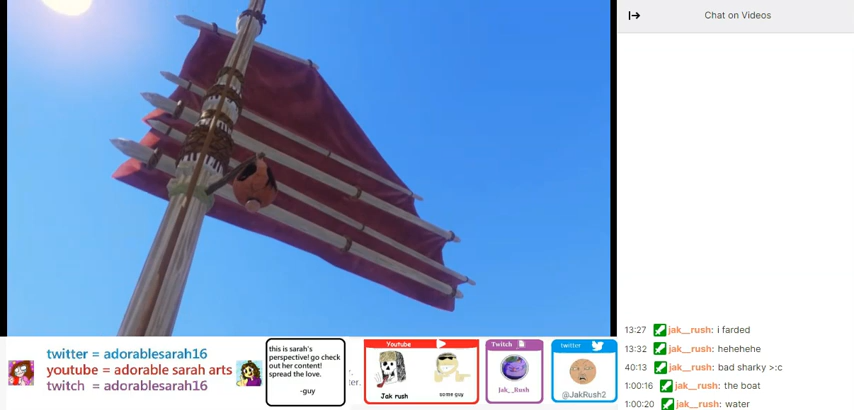 Chat on Videos
13:27 jak__rush: i farded
13:32 jak__rush: hehehehe
40:13 jak__rush: bad sharky >:c
1:00:16 jak__rush: the boat
1:00:20 jak__rush: water
twitter = adorablesarah16
youtube = adorable sarah arts
twitch = adorablesarah16
this is sarah's
perspective! go check
out her content!
spread the love.
-guy
r.
ter.
Youtube
Jak rush
some guy
Twitch
Jak__Rush
twitter
@JakRush2